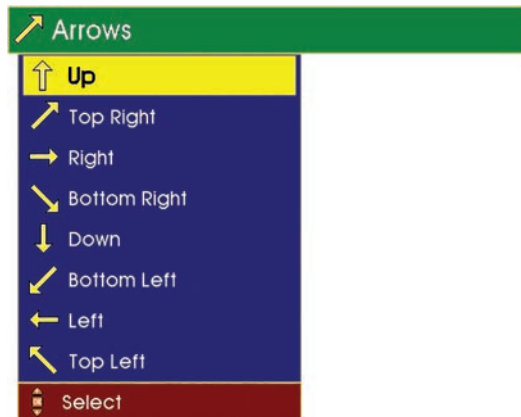 Arrows
Up
Top Right
Right
Bottom Right
Down
Bottom Left
Left
Top Left
Select